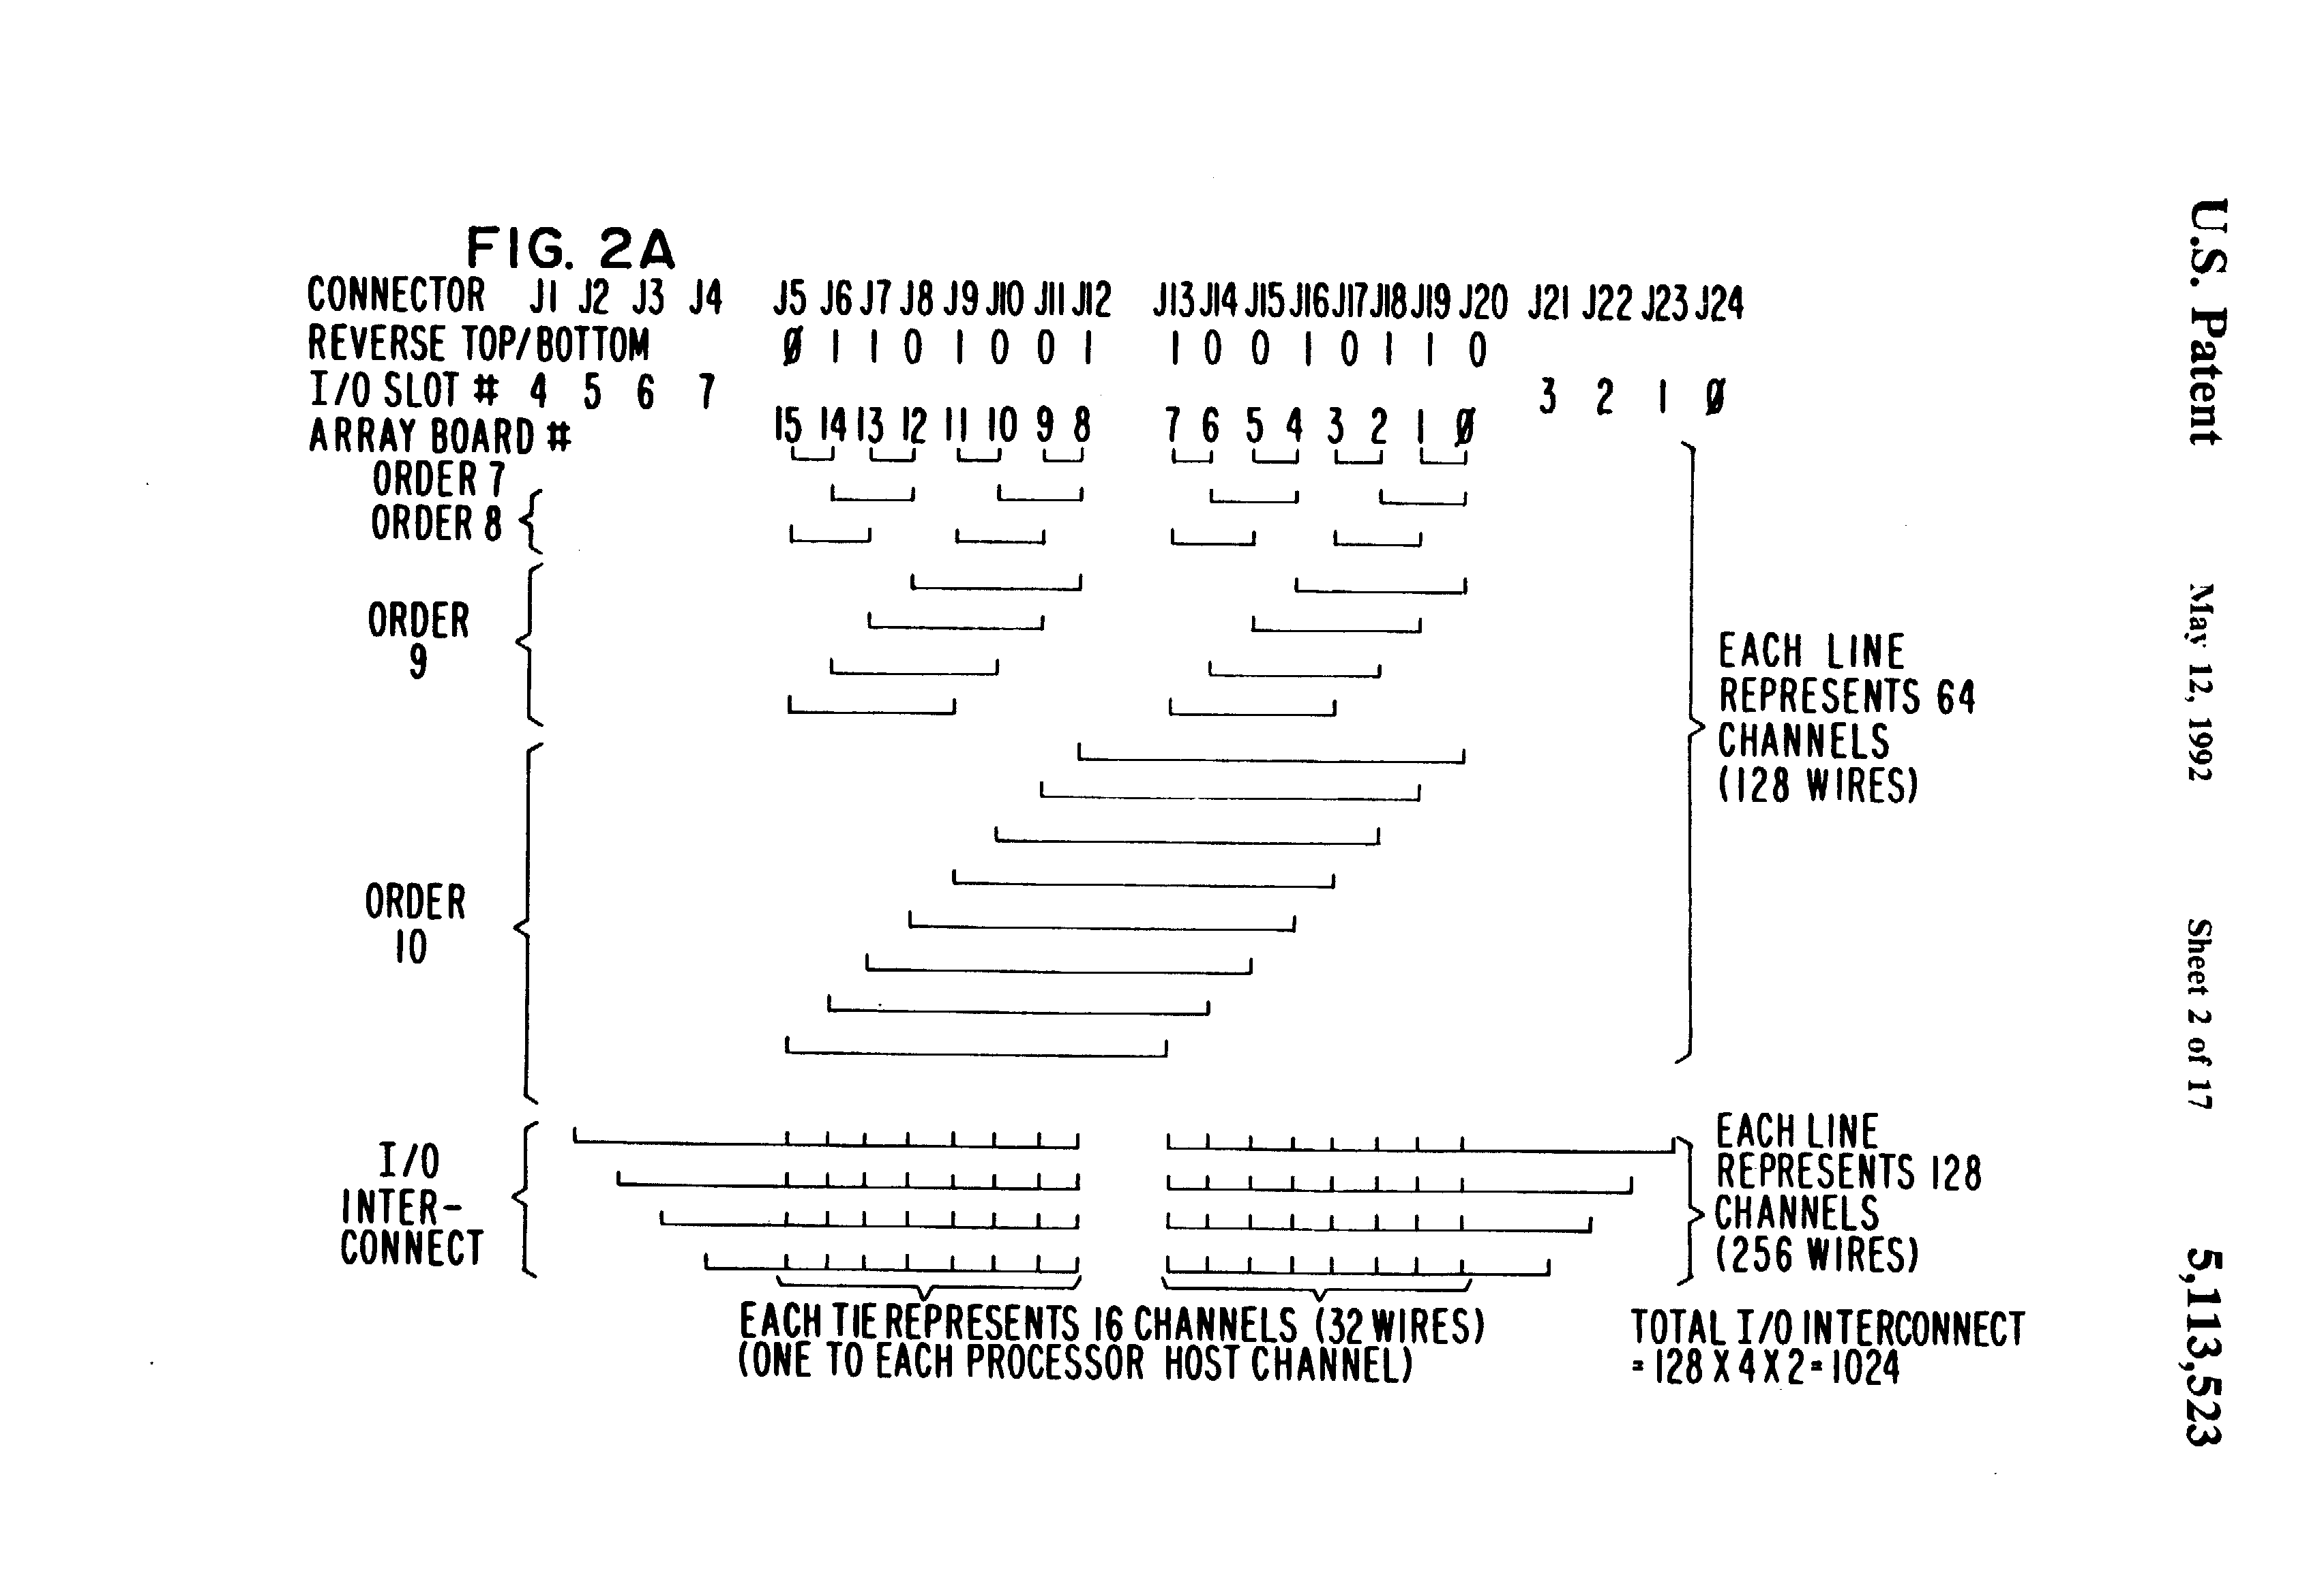 FIG. 2A
CONNECTOR J1 J2 J3 J4 J5 J6 J7 J8 J9 J10 J11 J12 J13 J14 J15 J16 J17 J18 J19 J20 J21 J22 J23 J24
REVERSE TOP/BOTTOM Ø 1 1 0 1 0 0 1 1 0 0 1 0 1 1 0
I/O SLOT # 4 5 6 7 3 2 1 Ø
ARRAY BOARD # 15 14 13 12 11 10 9 8 7 6 5 4 3 2 1 Ø
ORDER 7
ORDER 8
ORDER
9
EACH LINE
REPRESENTS 64
CHANNELS
(128 WIRES)
ORDER
10
I/O
INTER-
CONNECT
EACH LINE
REPRESENTS 128
CHANNELS
(256 WIRES)
EACH TIE REPRESENTS 16 CHANNELS (32 WIRES)
(ONE TO EACH PROCESSOR HOST CHANNEL)
TOTAL I/O INTERCONNECT
= 128 X 4 X 2 = 1024
U.S. Patent
May 12, 1992
Sheet 2 of 17
5,113,523